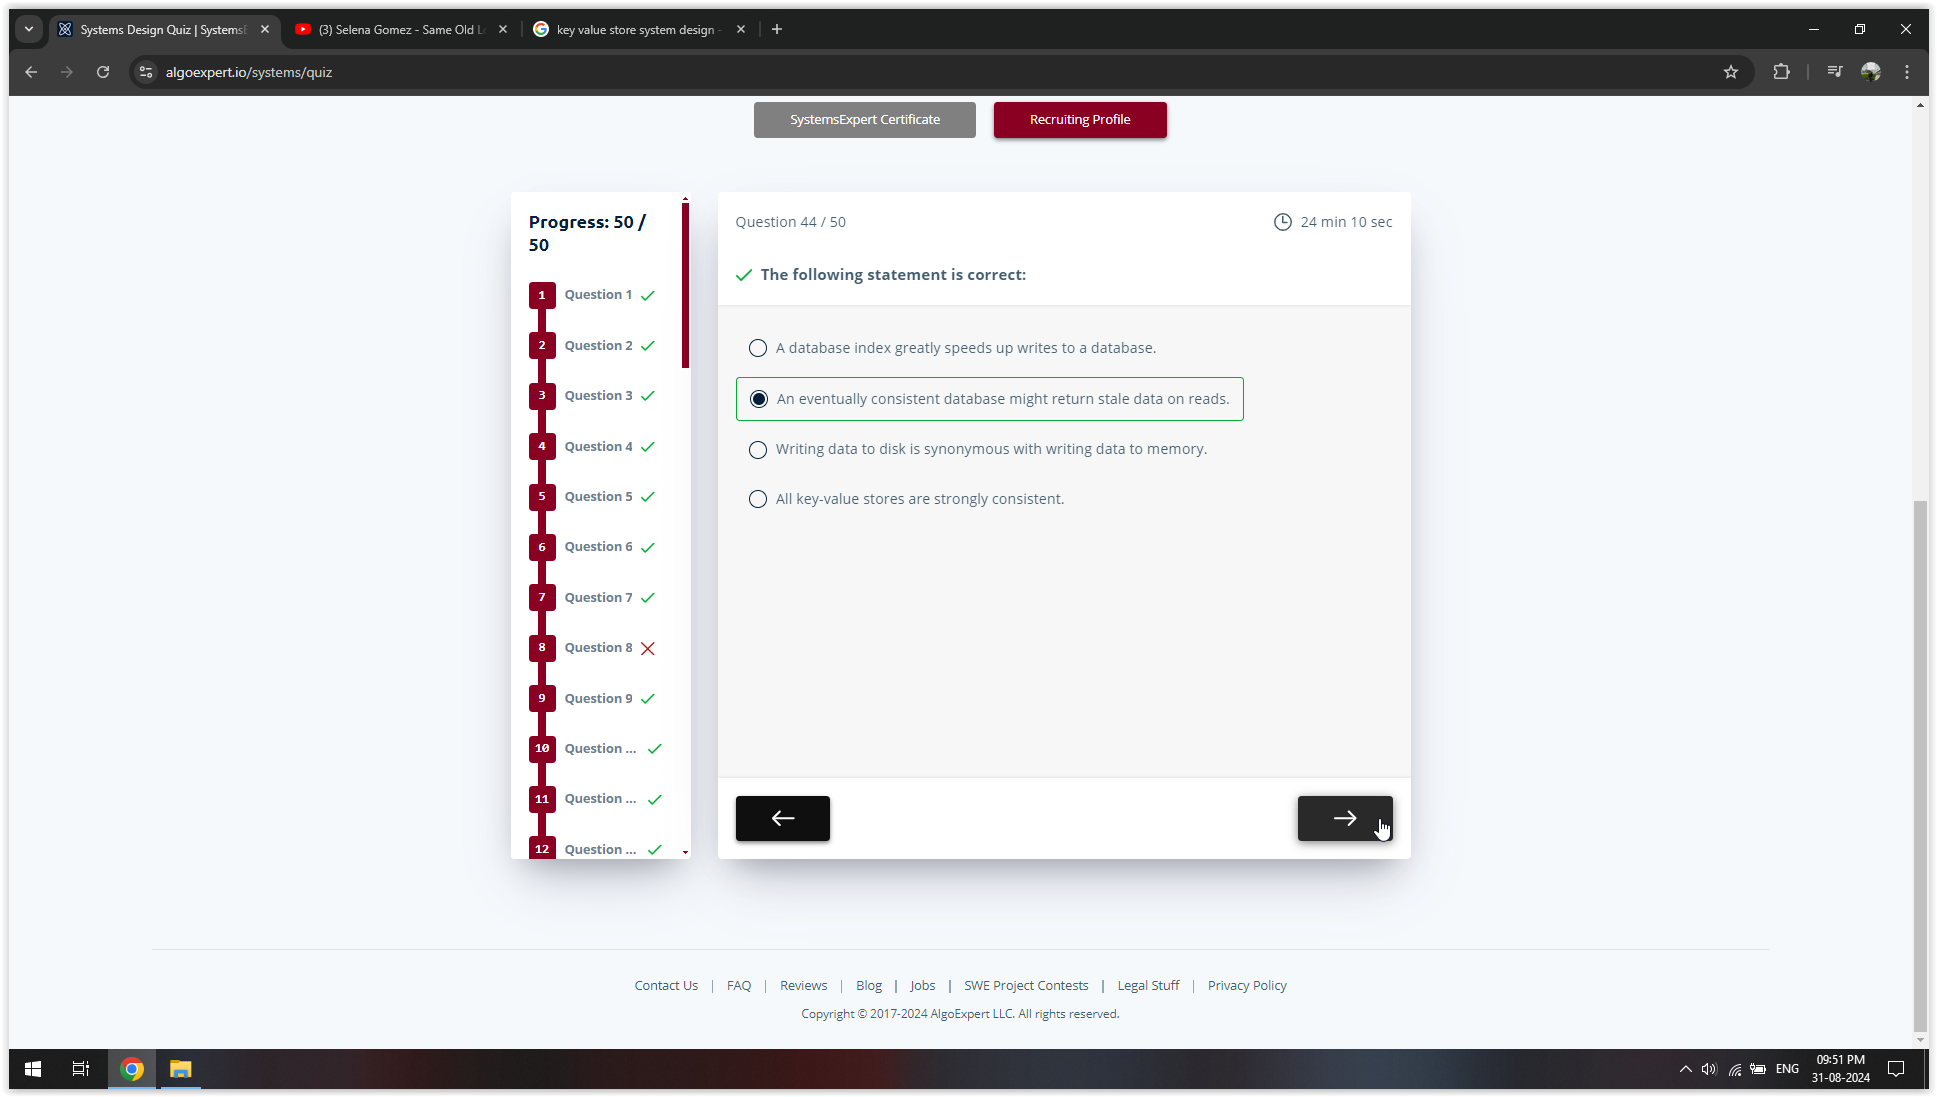 Systems Design Quiz | Systems
(3) Selena Gomez - Same Old L
key value store system design -
algoexpert.io/systems/quiz
SystemsExpert Certificate
Recruiting Profile
Progress: 50 /
50
1 Question 1
2 Question 2
3 Question 3
4 Question 4
5 Question 5
6 Question 6
7 Question 7
8 Question 8
9 Question 9
10 Question ...
11 Question ...
12 Question ...
Question 44 / 50
24 min 10 sec
The following statement is correct:
A database index greatly speeds up writes to a database.
An eventually consistent database might return stale data on reads.
Writing data to disk is synonymous with writing data to memory.
All key-value stores are strongly consistent.
Contact Us | FAQ | Reviews | Blog | Jobs | SWE Project Contests | Legal Stuff | Privacy Policy
Copyright © 2017-2024 AlgoExpert LLC. All rights reserved.
ENG
09:51 PM
31-08-2024